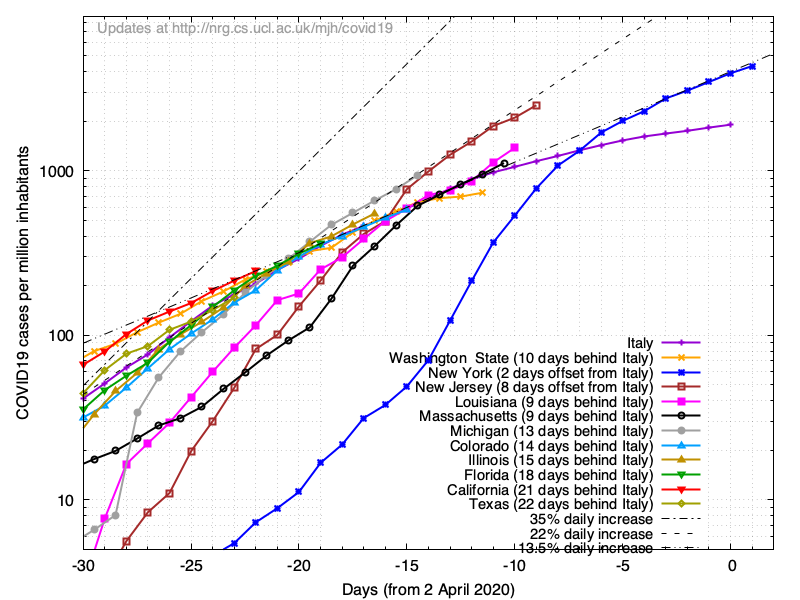 Updates at http://nrg.cs.ucl.ac.uk/mjh/covid19
COVID19 cases per million inhabitants
1000
100
10
Italy
Washington  State (10 days behind Italy)
New York (2 days offset from Italy)
New Jersey (8 days offset from Italy)
Louisiana (9 days behind Italy)
Massachusetts (9 days behind Italy)
Michigan (13 days behind Italy)
Colorado (14 days behind Italy)
Illinois (15 days behind Italy)
Florida (18 days behind Italy)
California (21 days behind Italy)
Texas (22 days behind Italy)
35% daily increase
22% daily increase
13.5% daily increase
-30 -25 -20 -15 -10 -5 0
Days (from 2 April 2020)